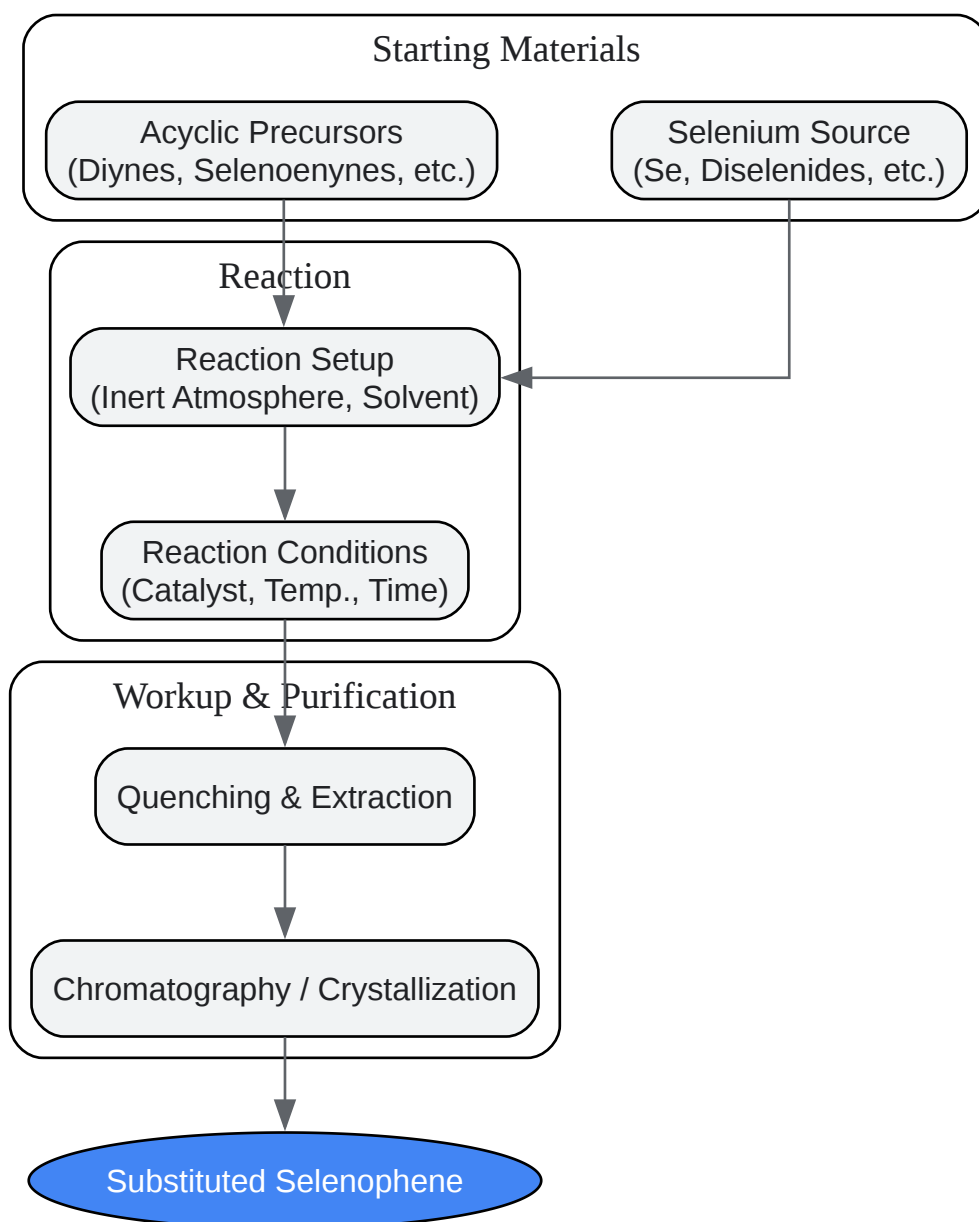 Starting Materials
Acyclic Precursors
(Diynes, Selenoenynes, etc.)
Selenium Source
(Se, Diselenides, etc.)
Reaction
Reaction Setup
(Inert Atmosphere, Solvent)
Reaction Conditions
(Catalyst, Temp., Time)
Workup & Purification
Quenching & Extraction
Chromatography / Crystallization
Substituted Selenophene